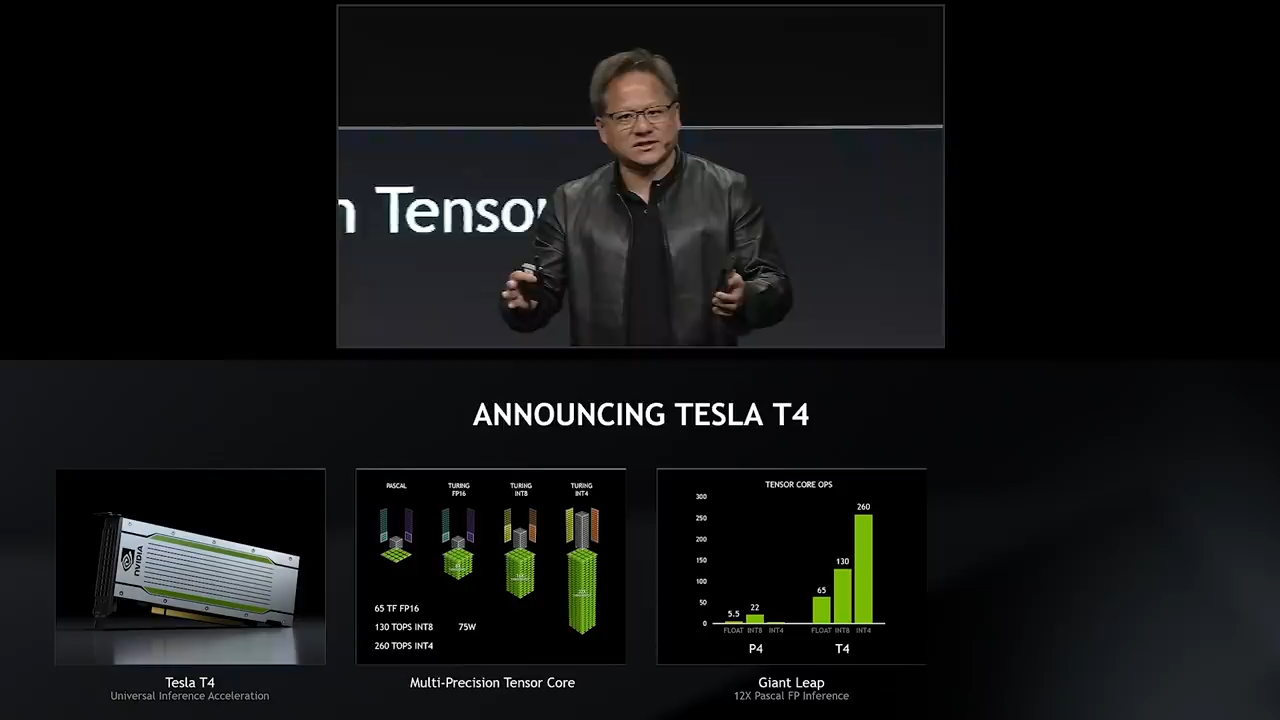 n Tensor
ANNOUNCING TESLA T4
NVIDIA
Tesla T4
Universal Inference Acceleration
PASCAL
TURING
FP16
TURING
INT8
TURING
INT4
65 TF FP16
130 TOPS INT8
75W
260 TOPS INT4
Multi-Precision Tensor Core
TENSOR CORE OPS
300
250
200
150
100
50
0
5.5
22
65
130
260
FLOAT INT8 INT4
FLOAT INT8 INT4
P4
T4
Giant Leap
12X Pascal FP Inference